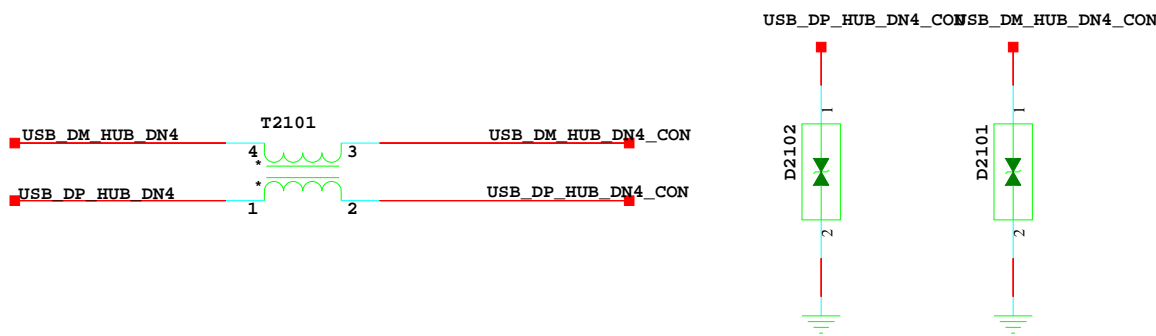 USB_DP_HUB_DN4_CON
USB_DM_HUB_DN4_CON
T2101
USB_DM_HUB_DN4
4
3
USB_DM_HUB_DN4_CON
*
*
USB_DP_HUB_DN4
1
2
USB_DP_HUB_DN4_CON
1
D2102
2
1
D2101
2